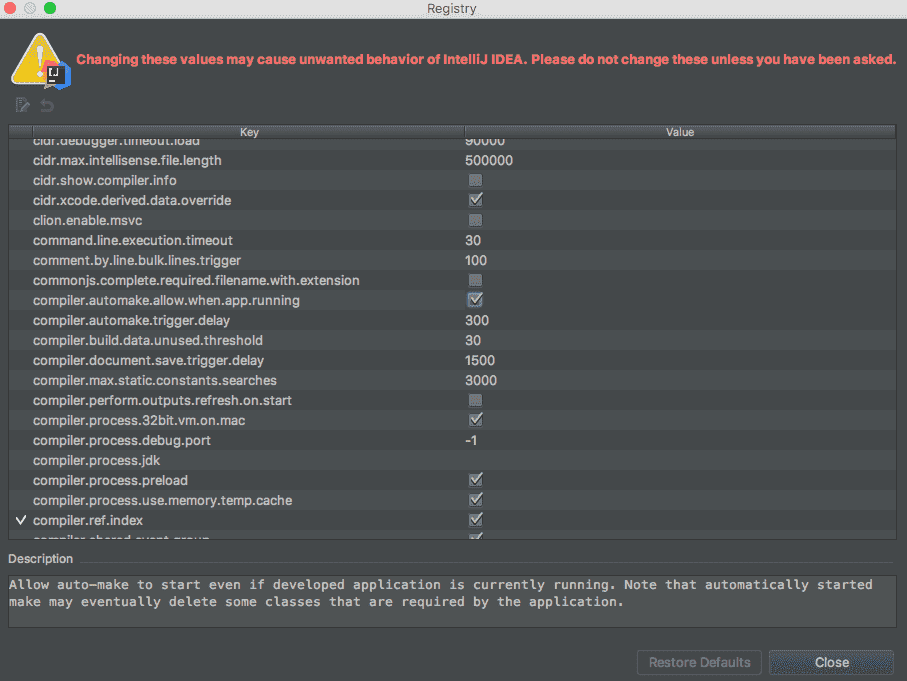 Registry
Changing these values may cause unwanted behavior of IntelliJ IDEA. Please do not change these unless you have been asked.
Key Value
cidr.debugger.timeout.load 90000
cidr.max.intellisense.file.length 500000
cidr.show.compiler.info
cidr.xcode.derived.data.override
clion.enable.msvc
command.line.execution.timeout 30
comment.by.line.bulk.lines.trigger 100
commonjs.complete.required.filename.with.extension
compiler.automake.allow.when.app.running
compiler.automake.trigger.delay 300
compiler.build.data.unused.threshold 30
compiler.document.save.trigger.delay 1500
compiler.max.static.constants.searches 3000
compiler.perform.outputs.refresh.on.start
compiler.process.32bit.vm.on.mac
compiler.process.debug.port -1
compiler.process.jdk
compiler.process.preload
compiler.process.use.memory.temp.cache
compiler.ref.index
Description
Allow auto-make to start even if developed application is currently running. Note that automatically started
make may eventually delete some classes that are required by the application.
Restore Defaults Close